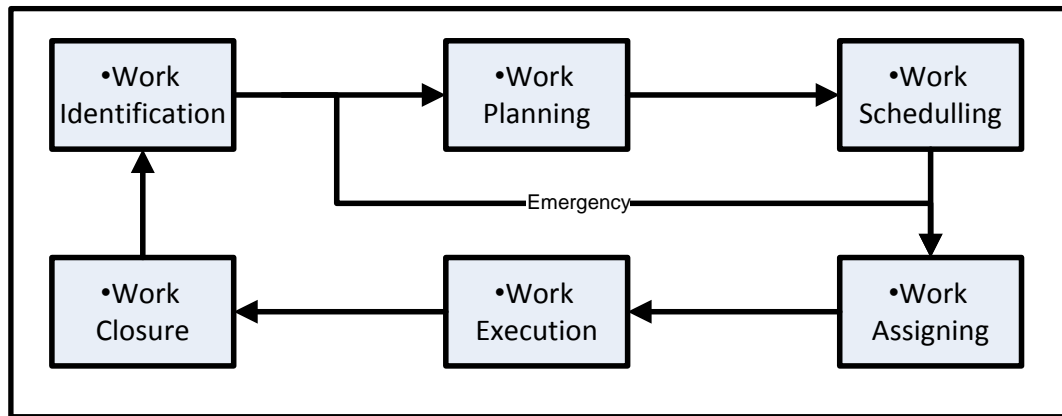 •Work
Identification
•Work
Planning
•Work
Schedulling
Emergency
•Work
Closure
•Work
Execution
•Work
Assigning